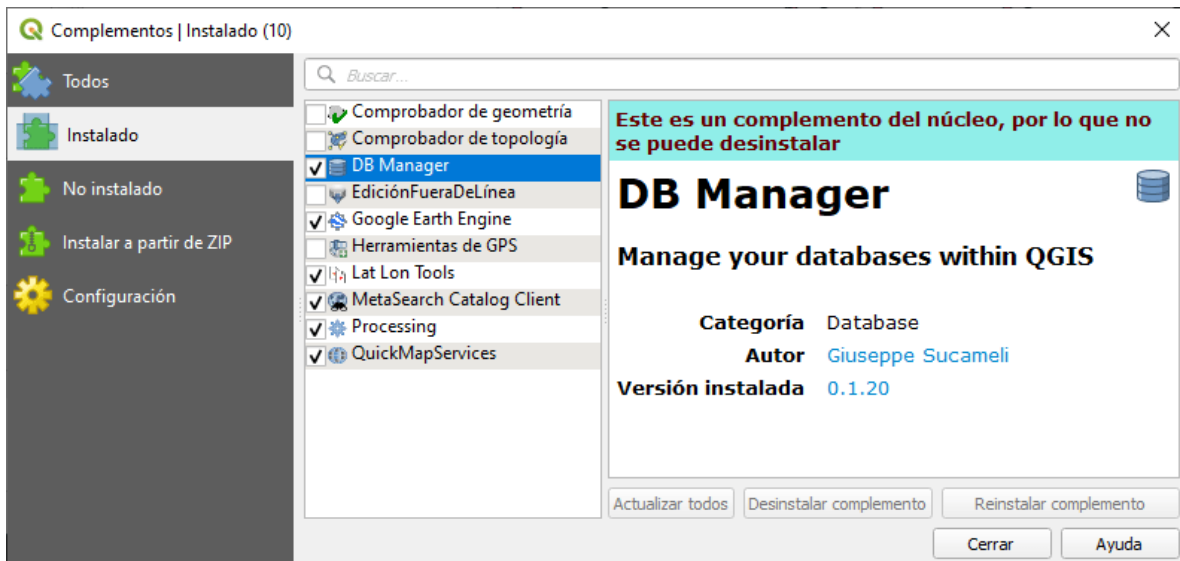 Complementos | Instalado (10)
Todos
Instalado
No instalado
Instalar a partir de ZIP
Configuración
Buscar...
Comprobador de geometría
Comprobador de topología
DB Manager
EdiciónFueraDeLínea
Google Earth Engine
Herramientas de GPS
Lat Lon Tools
MetaSearch Catalog Client
Processing
QuickMapServices
Este es un complemento del núcleo, por lo que no
se puede desinstalar
DB Manager
Manage your databases within QGIS
Categoría Database
Autor Giuseppe Sucameli
Versión instalada 0.1.20
Actualizar todos Desinstalar complemento Reinstalar complemento
Cerrar Ayuda